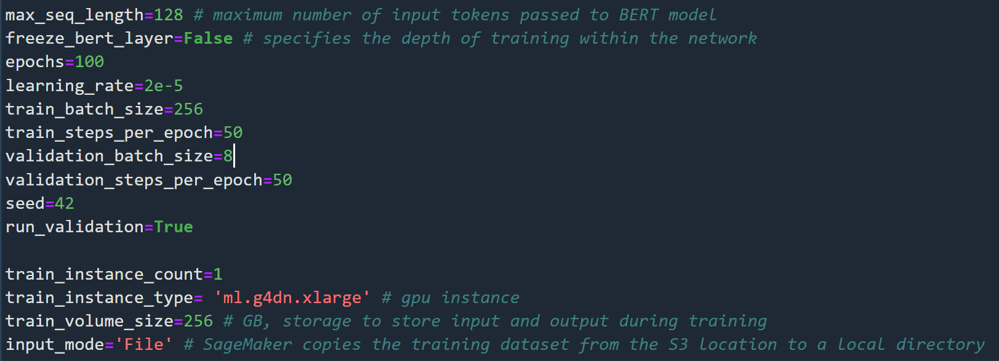 max_seq_length=128 # maximum number of input tokens passed to BERT model
freeze_bert_layer=False # specifies the depth of training within the network
epochs=100
learning_rate=2e-5
train_batch_size=256
train_steps_per_epoch=50
validation_batch_size=8
validation_steps_per_epoch=50
seed=42
run_validation=True
train_instance_count=1
train_instance_type= 'ml.g4dn.xlarge' # gpu instance
train_volume_size=256 # GB, storage to store input and output during training
input_mode='File' # SageMaker copies the training dataset from the S3 location to a local directory